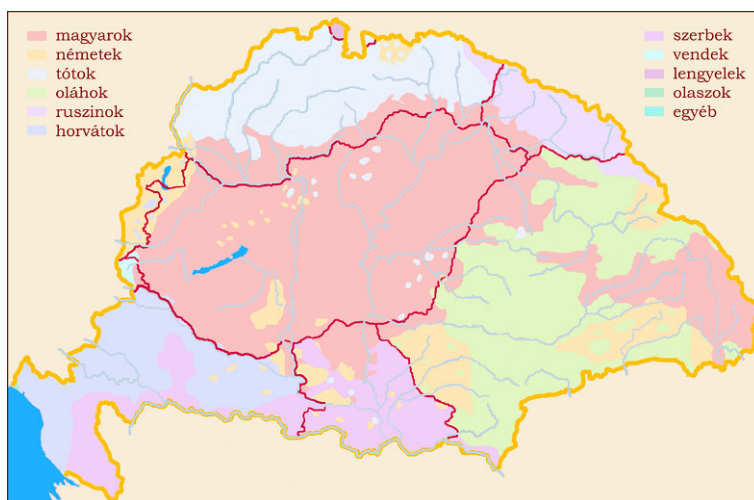 magyarok
németek
tótok
oláhok
ruszinok
horvátok
szerbek
vendek
lengyelek
olaszok
egyéb